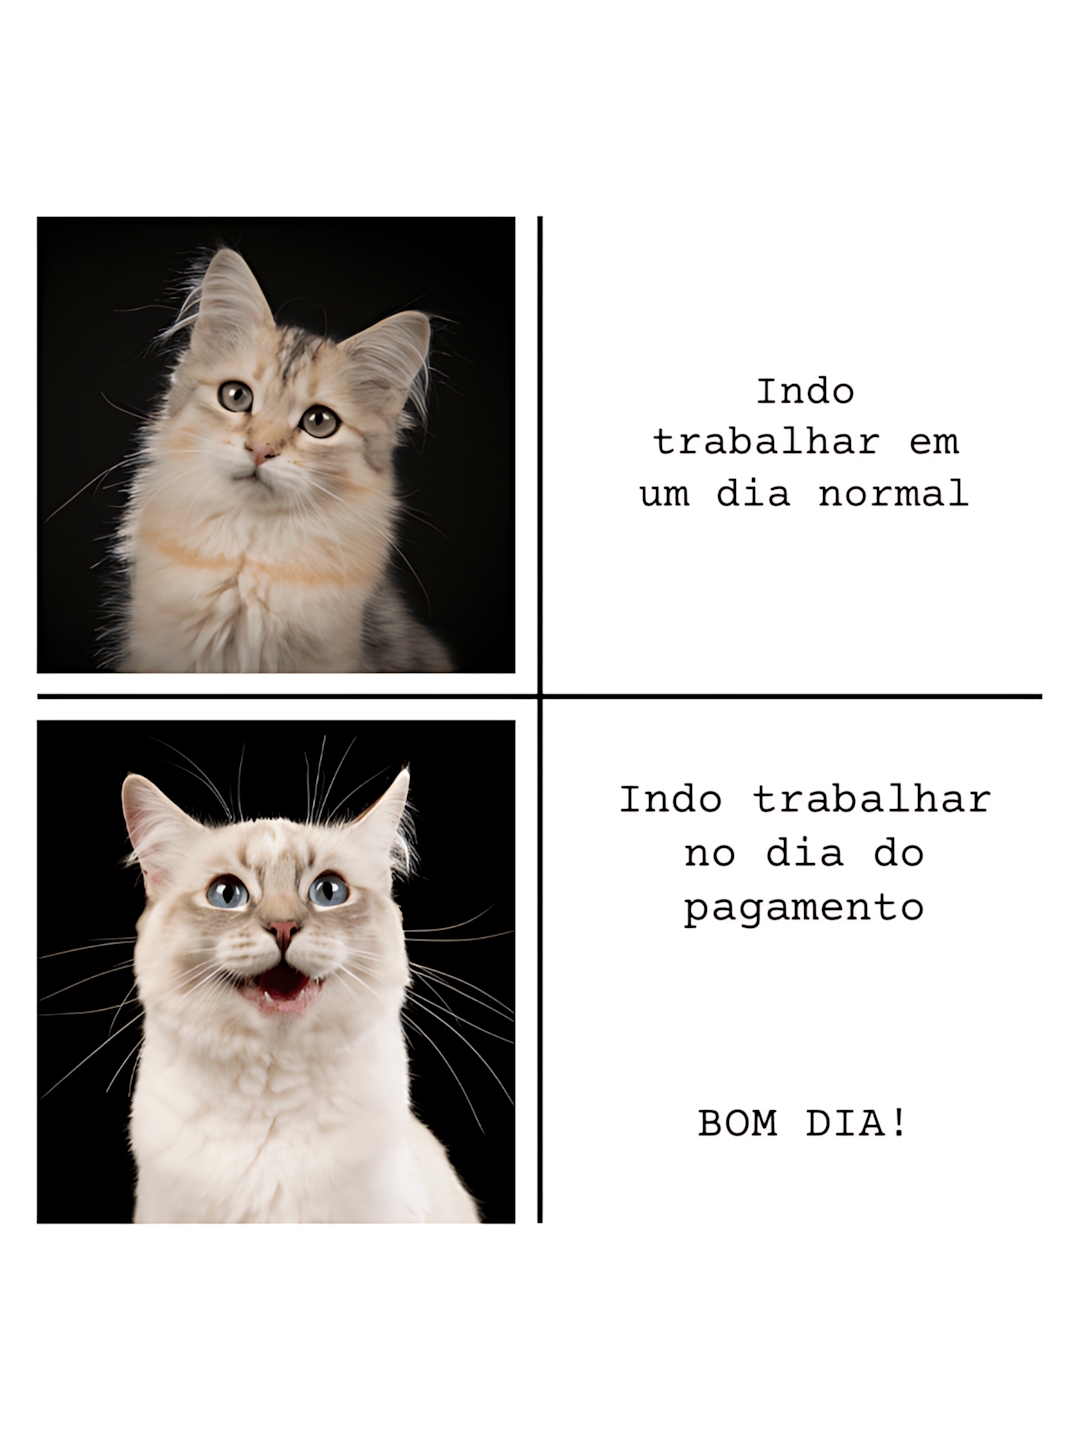 Indo
trabalhar em
um dia normal
Indo trabalhar
no dia do
pagamento
BOM DIA!